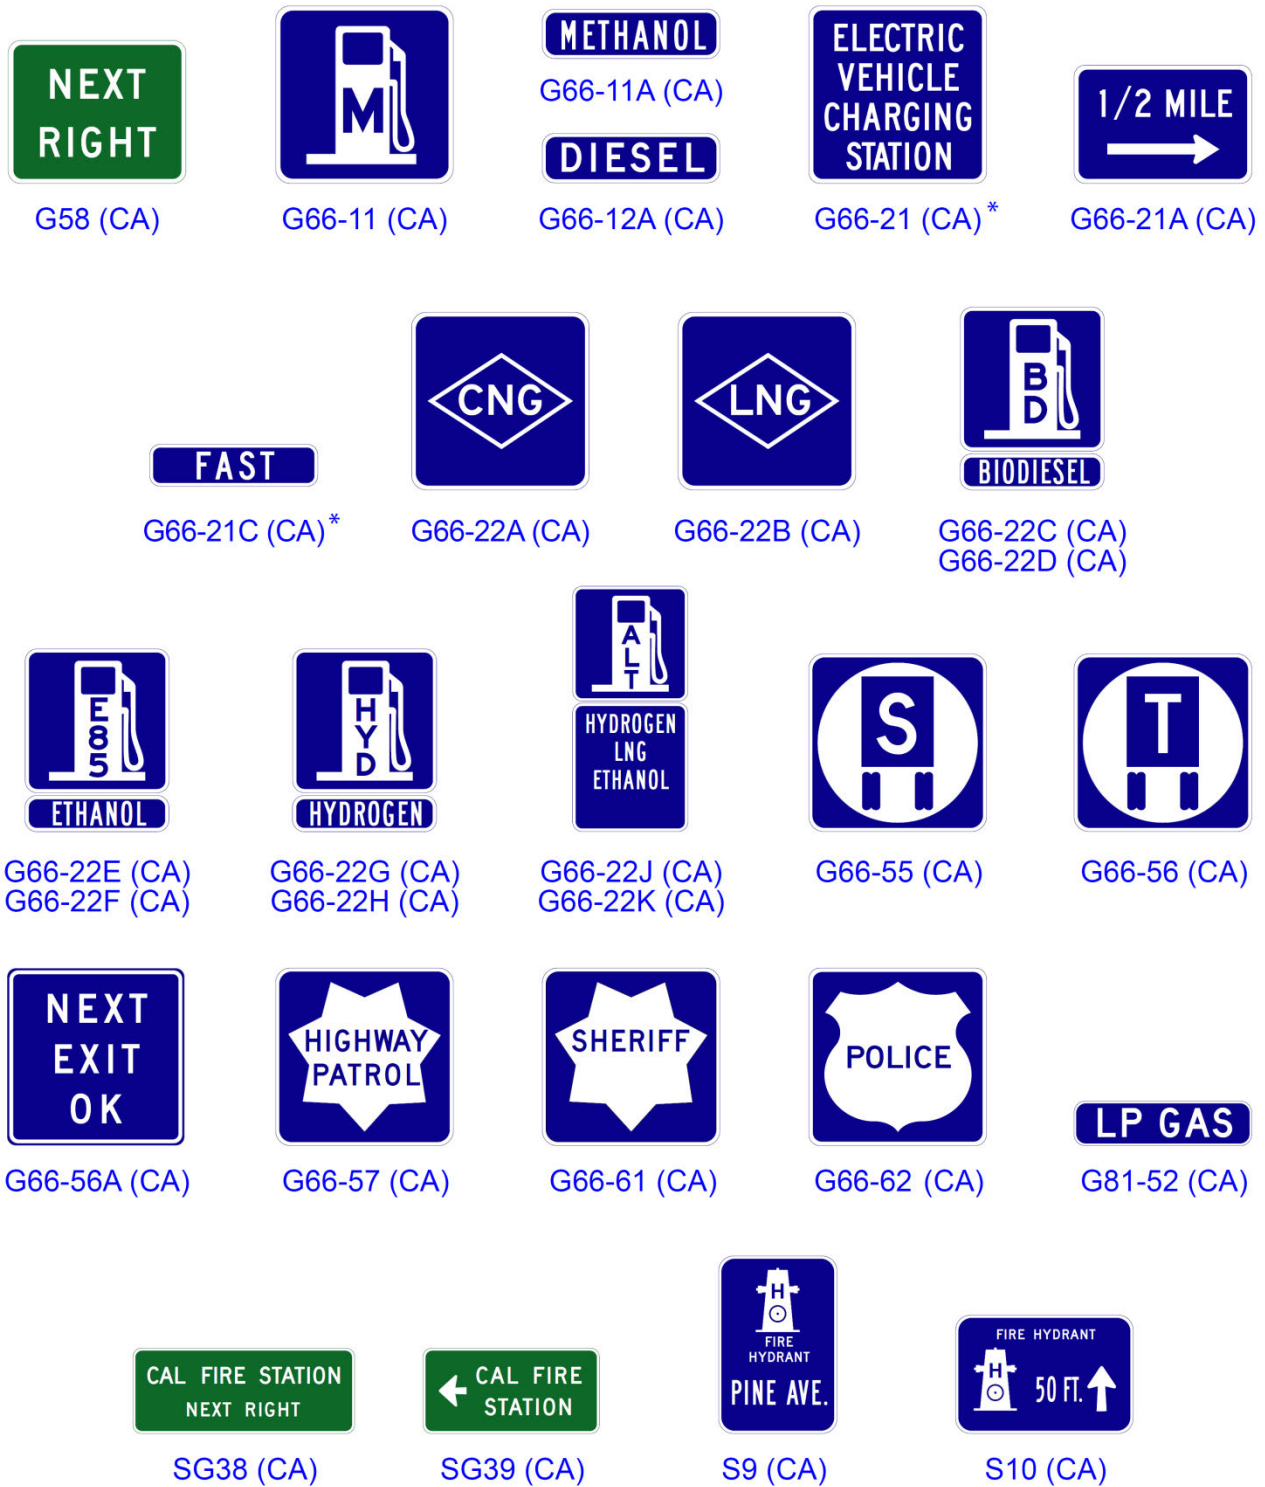 NEXT
RIGHT
G58 (CA)
M
G66-11 (CA)
METHANOL
G66-11A (CA)
DIESEL
G66-12A (CA)
ELECTRIC
VEHICLE
CHARGING
STATION
G66-21 (CA)*
1/2 MILE
G66-21A (CA)
FAST
G66-21C (CA)*
CNG
G66-22A (CA)
LNG
G66-22B (CA)
B
D
BIODIESEL
G66-22C (CA)
G66-22D (CA)
E
8
5
ETHANOL
G66-22E (CA)
G66-22F (CA)
H
Y
D
HYDROGEN
G66-22G (CA)
G66-22H (CA)
A
L
T
HYDROGEN
LNG
ETHANOL
G66-22J (CA)
G66-22K (CA)
S
G66-55 (CA)
T
G66-56 (CA)
NEXT
EXIT
OK
G66-56A (CA)
HIGHWAY
PATROL
G66-57 (CA)
SHERIFF
G66-61 (CA)
POLICE
G66-62 (CA)
LP GAS
G81-52 (CA)
CAL FIRE STATION
NEXT RIGHT
SG38 (CA)
CAL FIRE
STATION
SG39 (CA)
H
FIRE
HYDRANT
PINE AVE.
S9 (CA)
FIRE HYDRANT
H
50 FT.
S10 (CA)